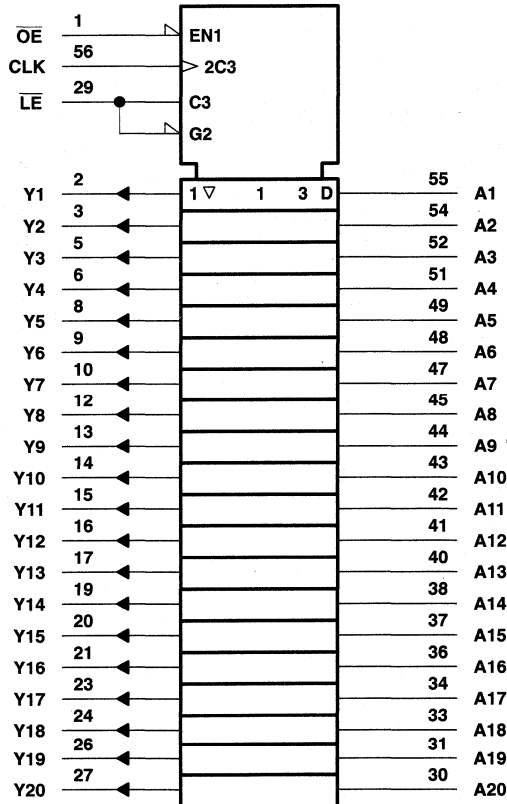 OE 1 EN1
CLK 56 2C3
LE 29 C3
G2
Y1 2 1 ▽ 1 3 D 55 A1
Y2 3 54 A2
Y3 5 52 A3
Y4 6 51 A4
Y5 8 49 A5
Y6 9 48 A6
Y7 10 47 A7
Y8 12 45 A8
Y9 13 44 A9
Y10 14 43 A10
Y11 15 42 A11
Y12 16 41 A12
Y13 17 40 A13
Y14 19 38 A14
Y15 20 37 A15
Y16 21 36 A16
Y17 23 34 A17
Y18 24 33 A18
Y19 26 31 A19
Y20 27 30 A20